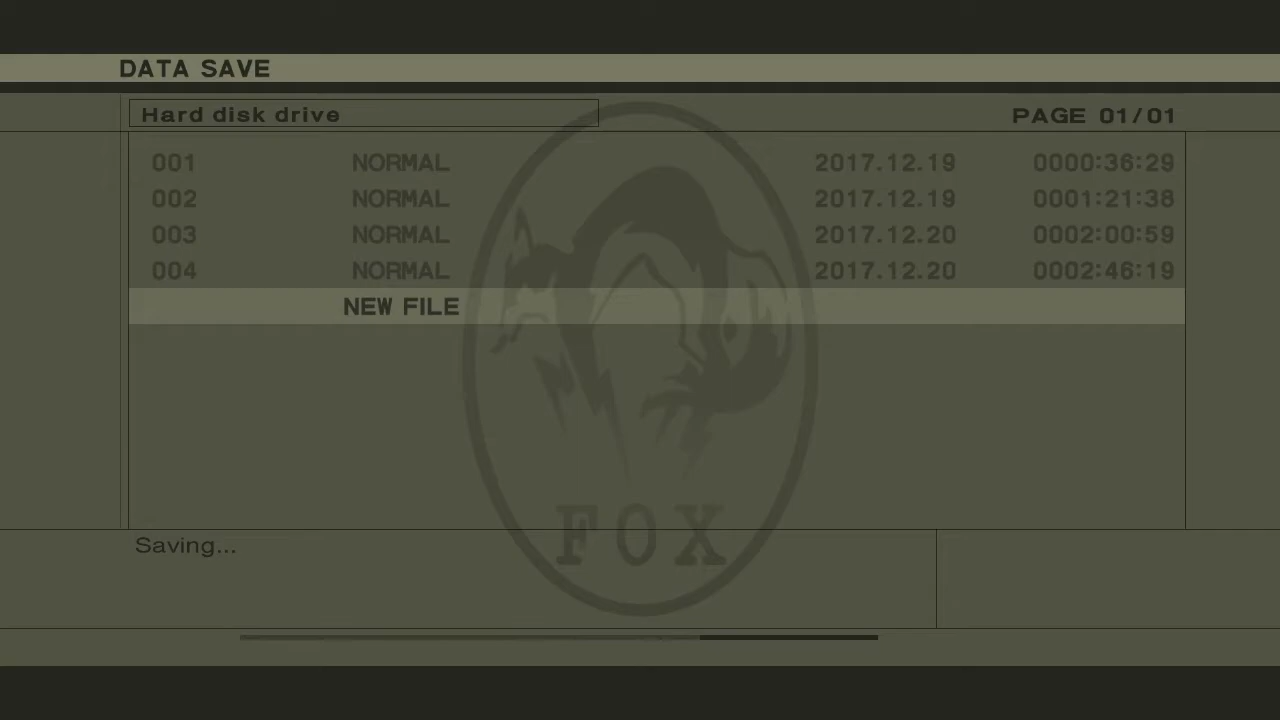 DATA SAVE
Hard disk drive PAGE 01/01
001 NORMAL 2017.12.19 0000:36:29
002 NORMAL 2017.12.19 0001:21:38
003 NORMAL 2017.12.20 0002:00:59
004 NORMAL 2017.12.20 0002:46:19
NEW FILE
FOX
Saving...